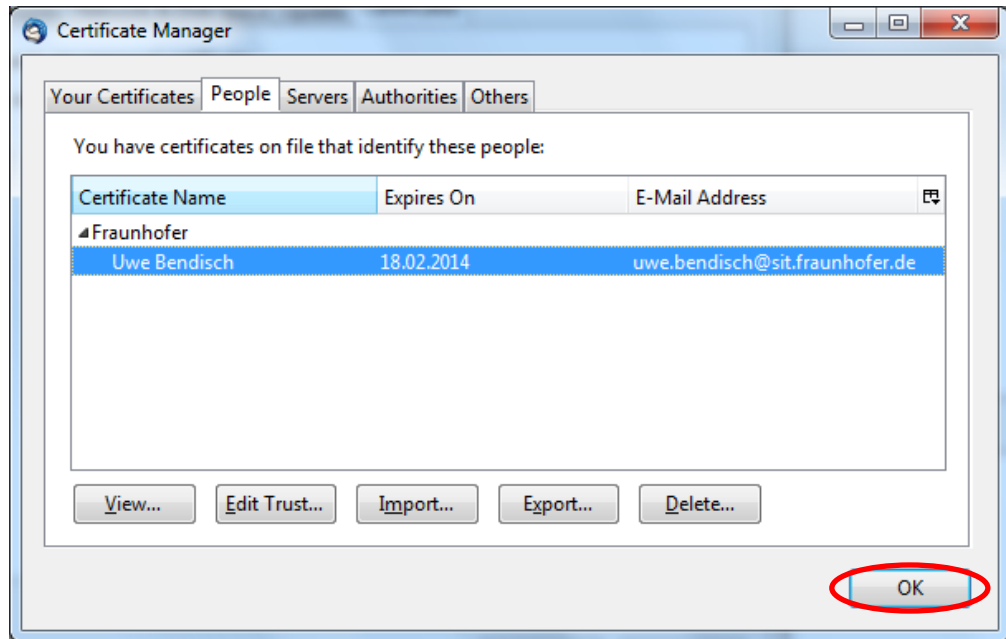 Certificate Manager
Your Certificates People Servers Authorities Others
You have certificates on file that identify these people:
Certificate Name Expires On E-Mail Address
Fraunhofer
Uwe Bendisch 18.02.2014 uwe.bendisch@sit.fraunhofer.de
View... Edit Trust... Import... Export... Delete...
OK